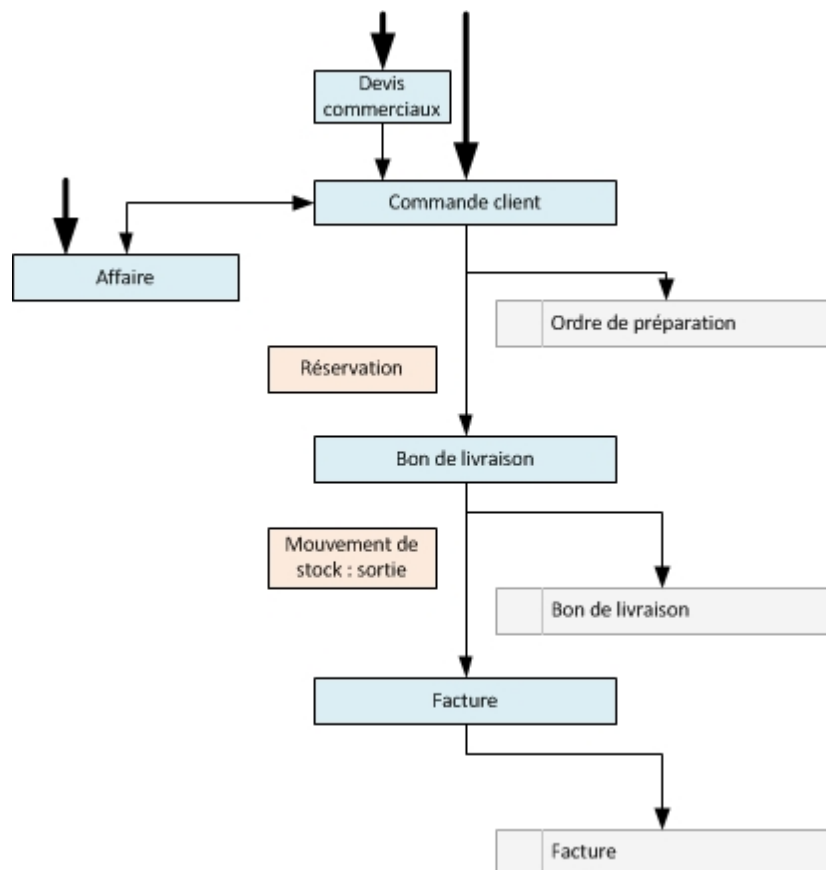 Devis
commerciaux
Commande client
Affaire
Ordre de préparation
Réservation
Bon de livraison
Mouvement de
stock : sortie
Bon de livraison
Facture
Facture